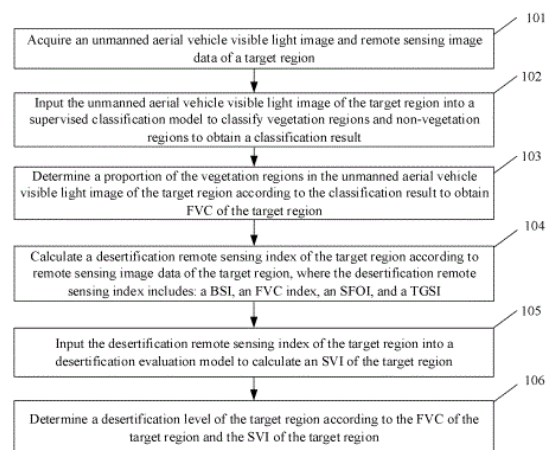 101
Acquire an unmanned aerial vehicle visible light image and remote sensing image
data of a target region
102
Input the unmanned aerial vehicle visible light image of the target region into a
supervised classification model to classify vegetation regions and non-vegetation
regions to obtain a classification result
103
Determine a proportion of the vegetation regions in the unmanned aerial vehicle
visible light image of the target region according to the classification result to obtain
FVC of the target region
104
Calculate a desertification remote sensing index of the target region according to
remote sensing image data of the target region, where the desertification remote
sensing index includes: a BSI, an FVC index, an SFOI, and a TGSI
105
Input the desertification remote sensing index of the target region into a
desertification evaluation model to calculate an SVI of the target region
106
Determine a desertification level of the target region according to the FVC of the
target region and the SVI of the target region